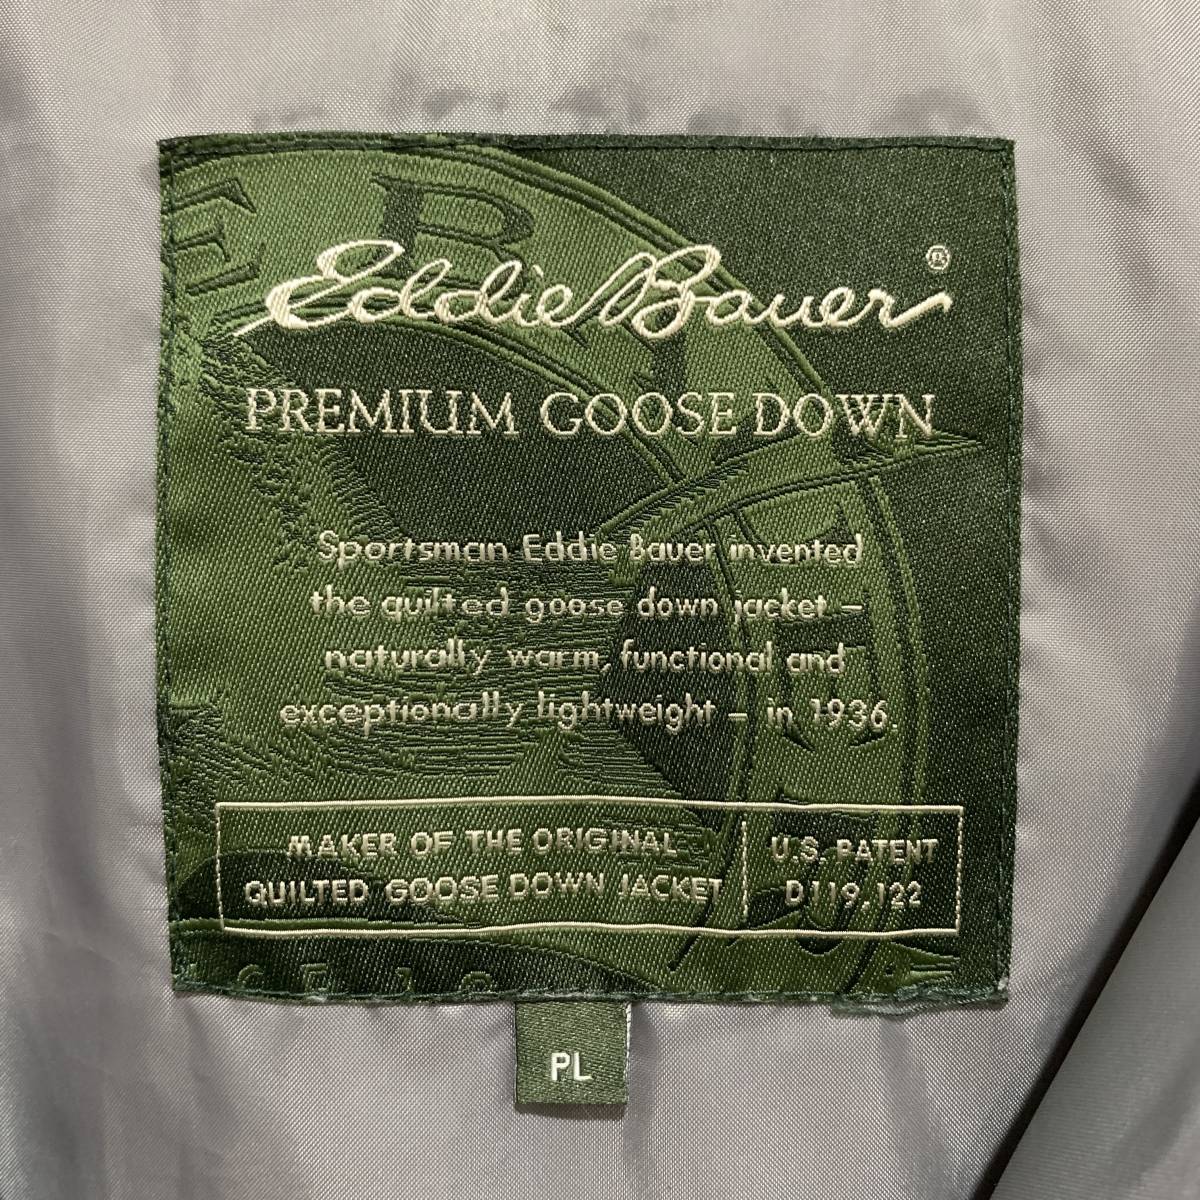 Eddie Bauer®
PREMIUM GOOSE DOWN
Sportsman Eddie Bauer invented
the quilted goose down jacket –
naturally warm, functional and
exceptionally lightweight – in 1936.
MAKER OF THE ORIGINAL
QUILTED GOOSE DOWN JACKET
U.S. PATENT
D119,122
PL